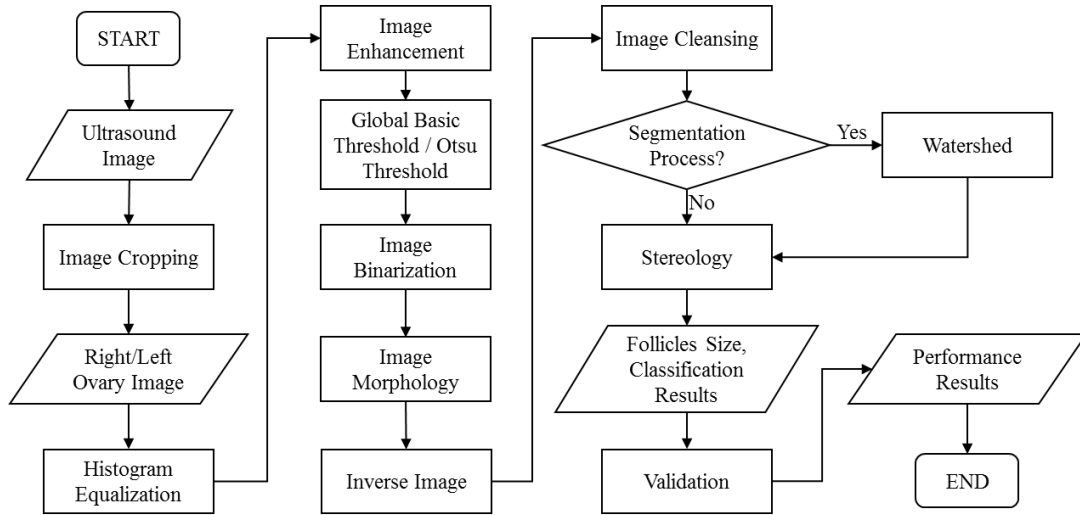 START
Ultrasound
Image
Image Cropping
Right/Left
Ovary Image
Histogram
Equalization
Image
Enhancement
Global Basic
Threshold / Otsu
Threshold
Image
Binarization
Image
Morphology
Inverse Image
Image Cleansing
Segmentation
Process?
Yes
Watershed
No
Stereology
Follicles Size,
Classification
Results
Validation
Performance
Results
END